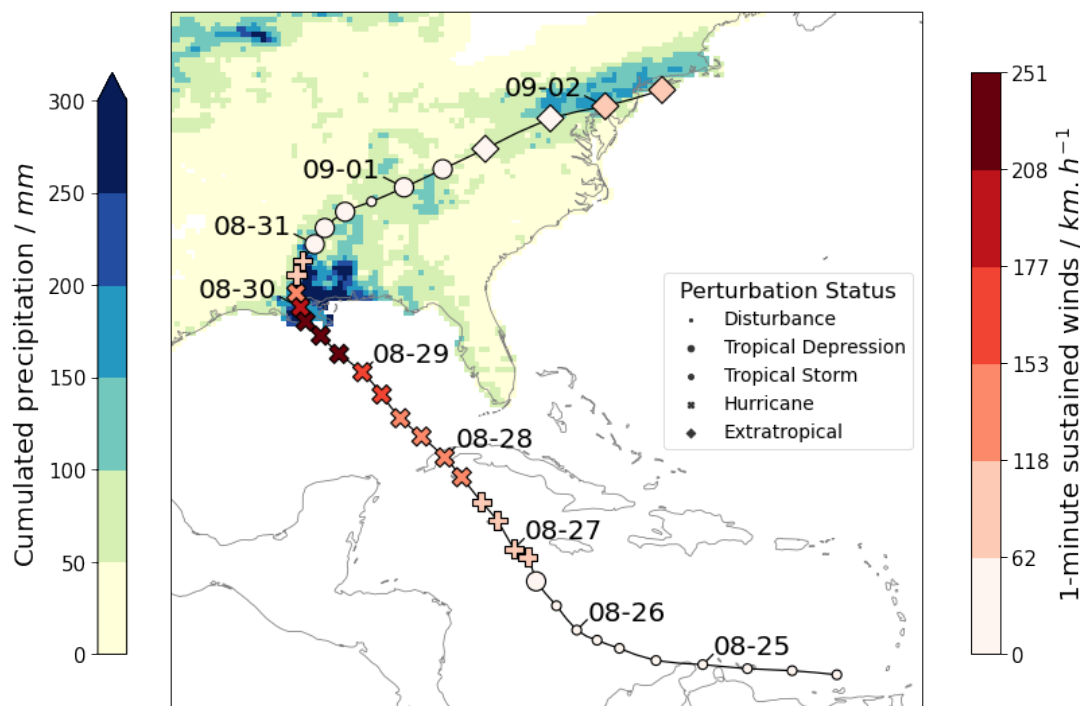 Cumulated precipitation / mm
300
250
200
150
100
50
0
09-02
09-01
08-31
08-30
08-29
08-28
08-27
08-26
08-25
Perturbation Status
Disturbance
Tropical Depression
Tropical Storm
Hurricane
Extratropical
251
208
177
153
118
62
0
1-minute sustained winds / km. h⁻¹